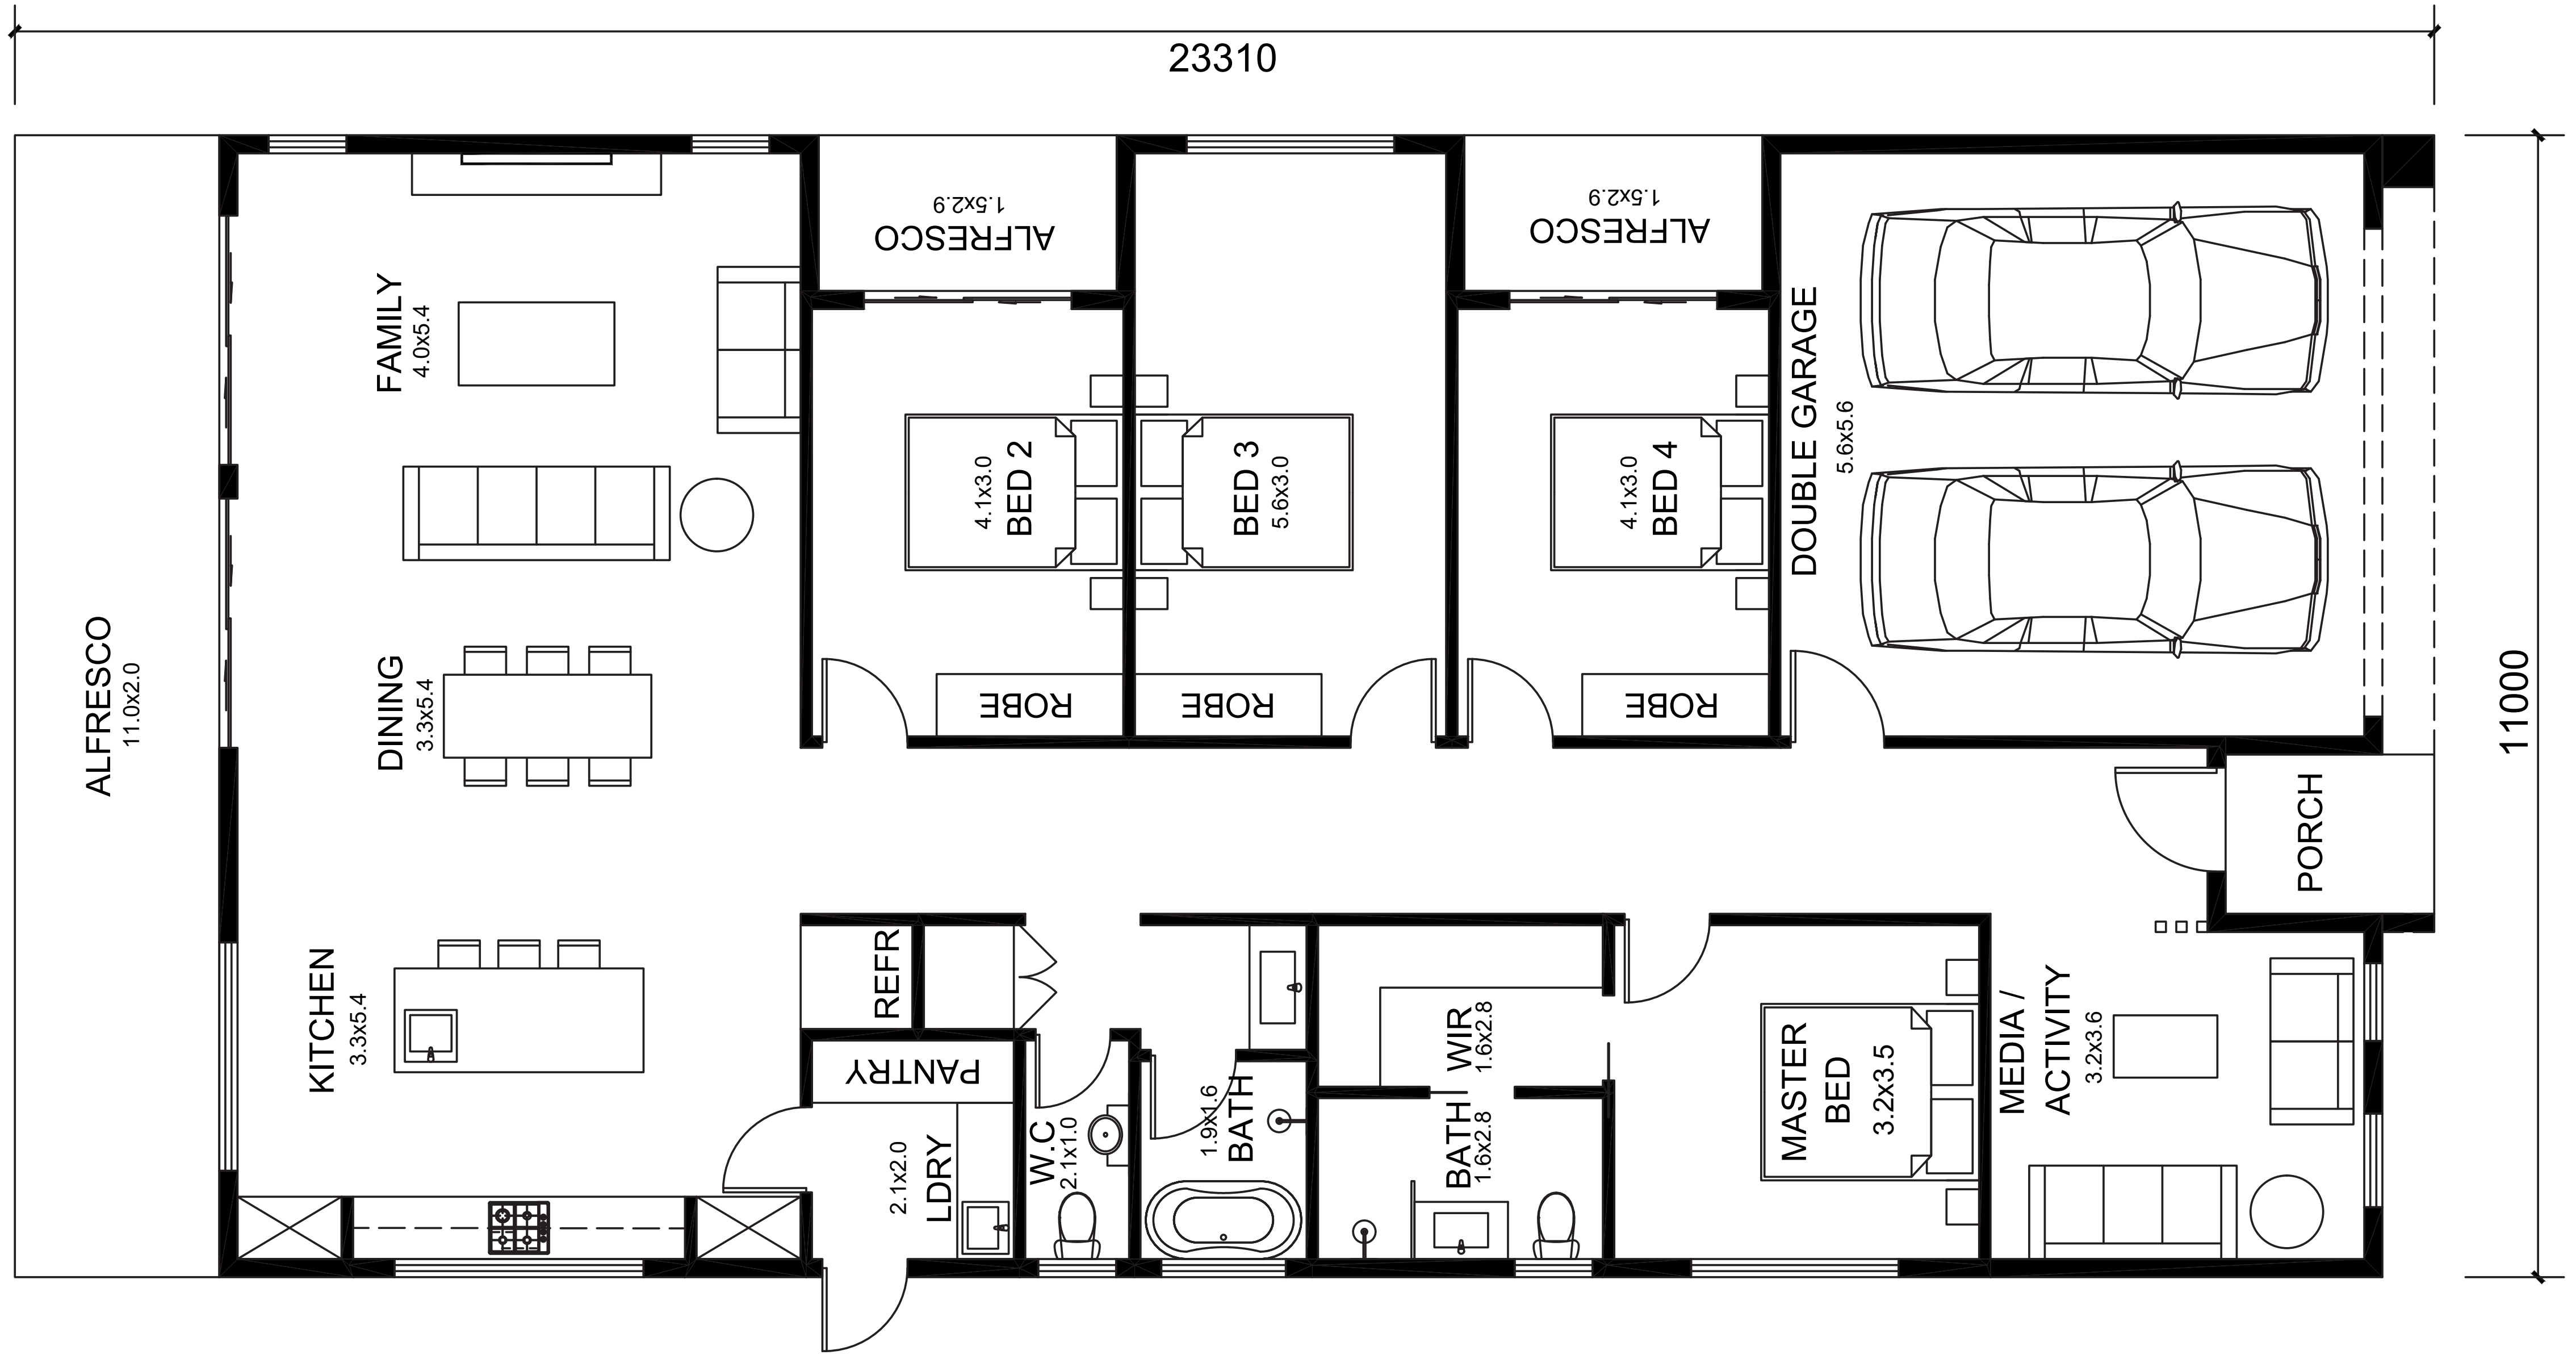 23310
11000
ALFRESCO
11.0x2.0
FAMILY
4.0x5.4
DINING
3.3x5.4
KITCHEN
3.3x5.4
ALFRESCO
1.5x2.9
ALFRESCO
1.5x2.9
4.1x3.0
BED 2
BED 3
5.6x3.0
4.1x3.0
BED 4
DOUBLE GARAGE
5.6x5.6
ROBE
ROBE
ROBE
PORCH
REFR
PANTRY
2.1x2.0
LDRY
W.C
2.1x1.0
1.9x1.6
BATH
WIR
1.6x2.8
BATH
1.6x2.8
MASTER
BED
3.2x3.5
MEDIA /
ACTIVITY
3.2x3.6